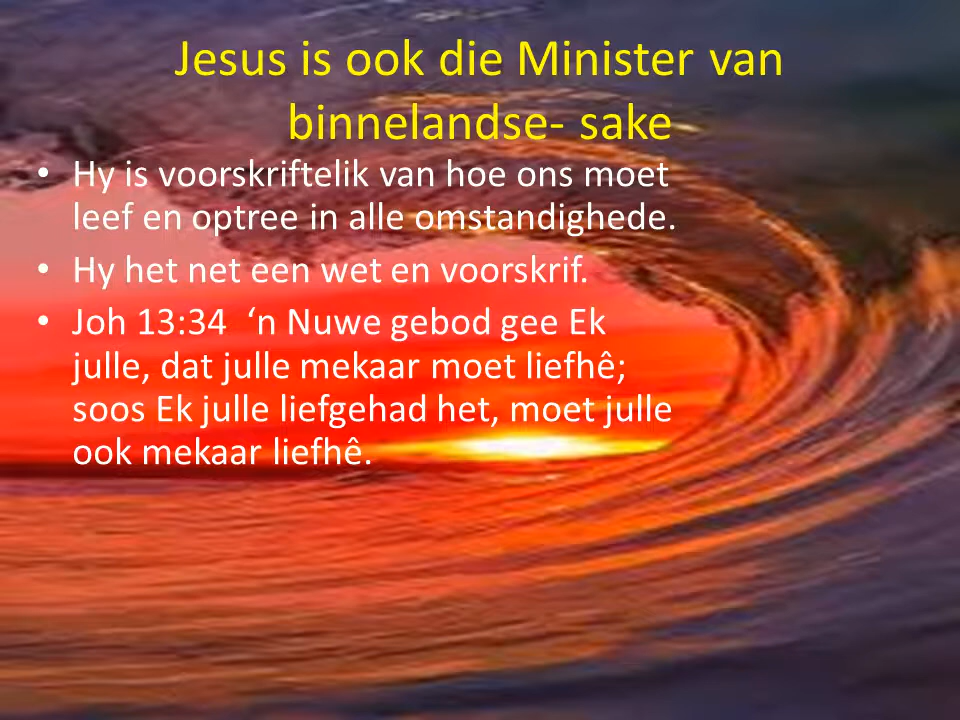 Jesus is ook die Minister van
binnelandse- sake
• Hy is voorskriftelik van hoe ons moet
leef en optree in alle omstandighede.
• Hy het net een wet en voorskrif.
• Joh 13:34  ‘n Nuwe gebod gee Ek
julle, dat julle mekaar moet liefhê;
soos Ek julle liefgehad het, moet julle
ook mekaar liefhê.